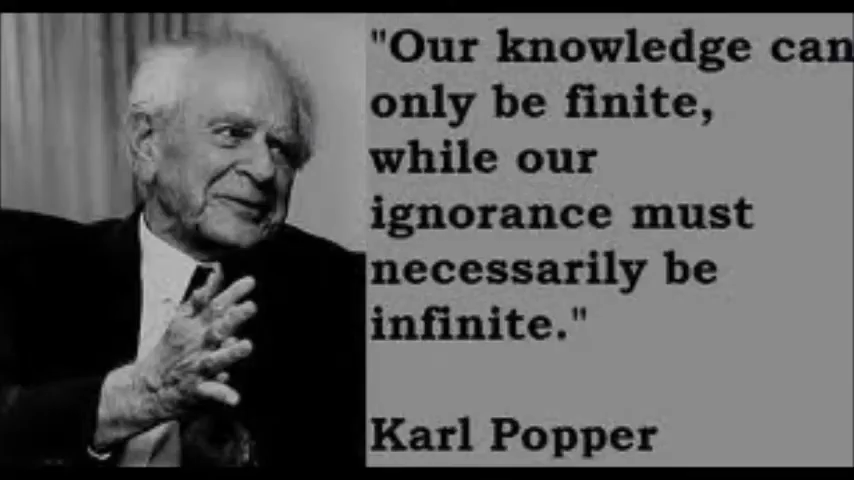 "Our knowledge can
only be finite,
while our
ignorance must
necessarily be
infinite."
Karl Popper